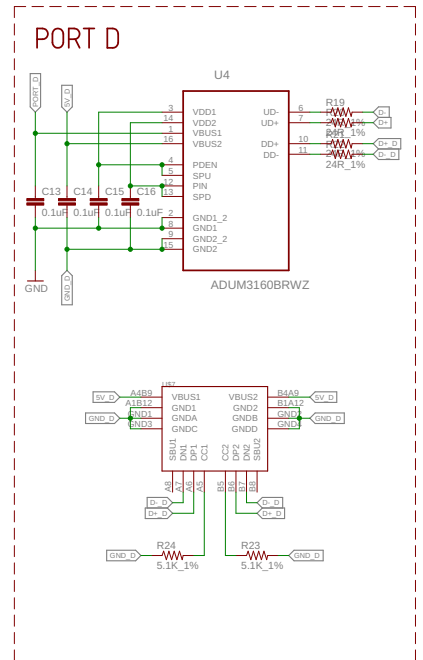 PORT D
U4
PORT_D
5V_D
3 VDD1
14 VDD2
1 VBUS1
16 VBUS2
4 PDEN
5 SPU
12 PIN
13 SPD
2 GND1_2
8 GND1
9 GND2_2
15 GND2
UD- 6
UD+ 7
DD+ 10
DD- 11
R19
D-
D+
D+_D
D-_D
24R_1%
C13 C14 C15 C16
0.1uF 0.1uF 0.1uF 0.1uF
GND
GND_D
ADUM3160BRWZ
U$7
5V_D A4B9 VBUS1 VBUS2 B4A9 5V_D
A1B12 GND1 GND2 B1A12
GND_D GND1 GNDA GNDB GND_D
GND3 GNDC GNDD GND4
SBU1 DN1 DP1 CC1 CC2 DP2 DN2 SBU2
A8 A7 A6 A5 B5 B6 B7 B8
D-_D D-_D
D+_D D+_D
R24 R23
GND_D GND_D
5.1K_1% 5.1K_1%